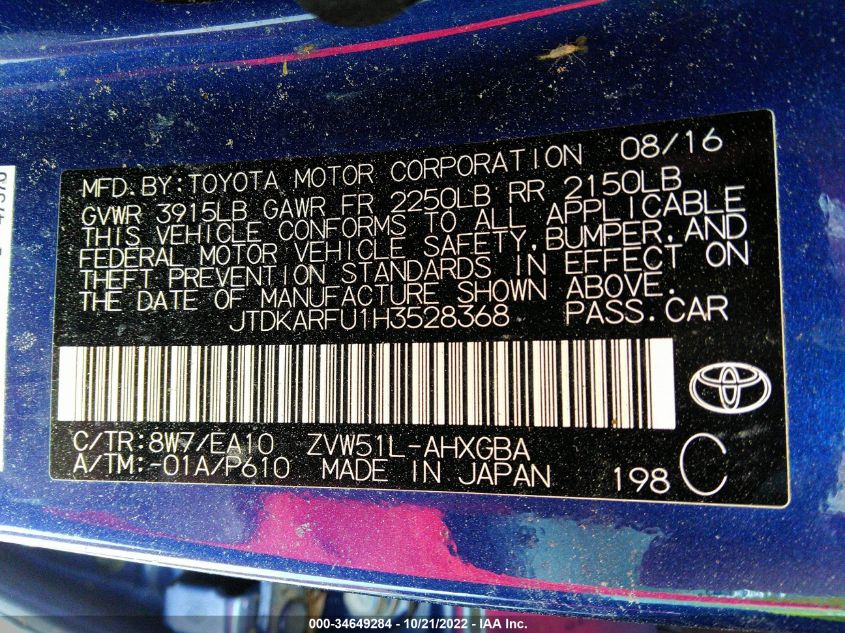 MFD.BY:TOYOTA MOTOR CORPORATION 08/16
GVWR 3915LB GAWR FR 2250LB RR 2150LB
THIS VEHICLE CONFORMS TO ALL APPLICABLE
FEDERAL MOTOR VEHICLE SAFETY,BUMPER,AND
THEFT PREVENTION STANDARDS IN EFFECT ON
THE DATE OF MANUFACTURE SHOWN ABOVE.
JTDKARFU1H3528368 PASS.CAR
C/TR:8W7/EA10 ZVW51L-AHXGBA
A/TM:-01A/P610 MADE IN JAPAN 198 C
000-34649284 - 10/21/2022 - IAA Inc.